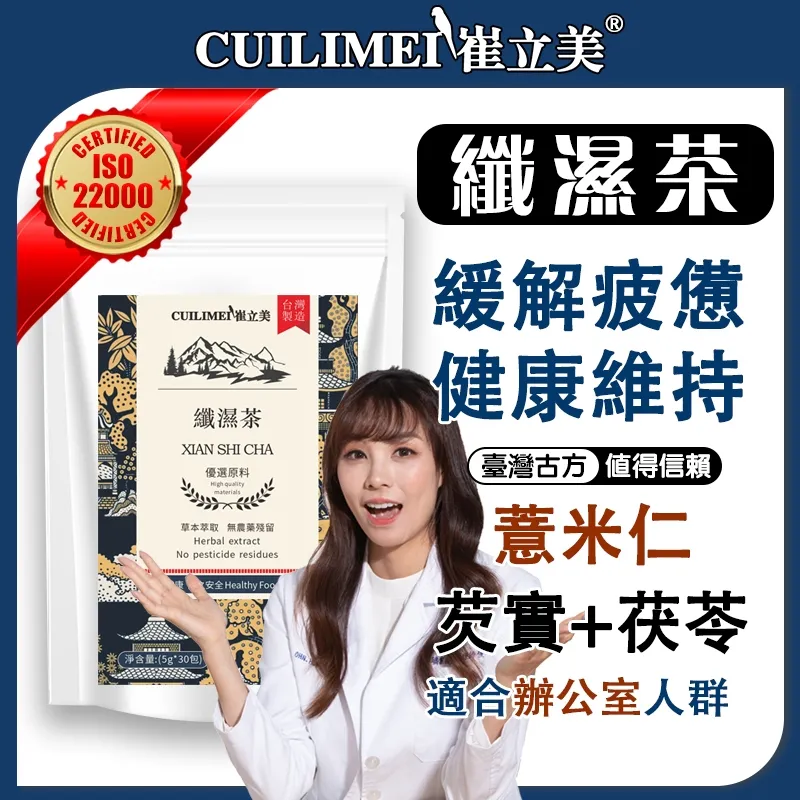 CUILIMEI崔立美®
CERTIFIED
ISO
22000
CERTIFIED
纖濕茶
緩解疲憊
健康維持
臺灣古方 值得信賴
薏米仁
芡實+茯苓
適合辦公室人群
CUILIMEI崔立美
台灣
製造
纖濕茶
XIAN SHI CHA
優選原料
High quality
materials
草本萃取 無農藥殘留
Herbal extract
No pesticide residues
安全 Healthy Foo
淨含量:(5g*30包)